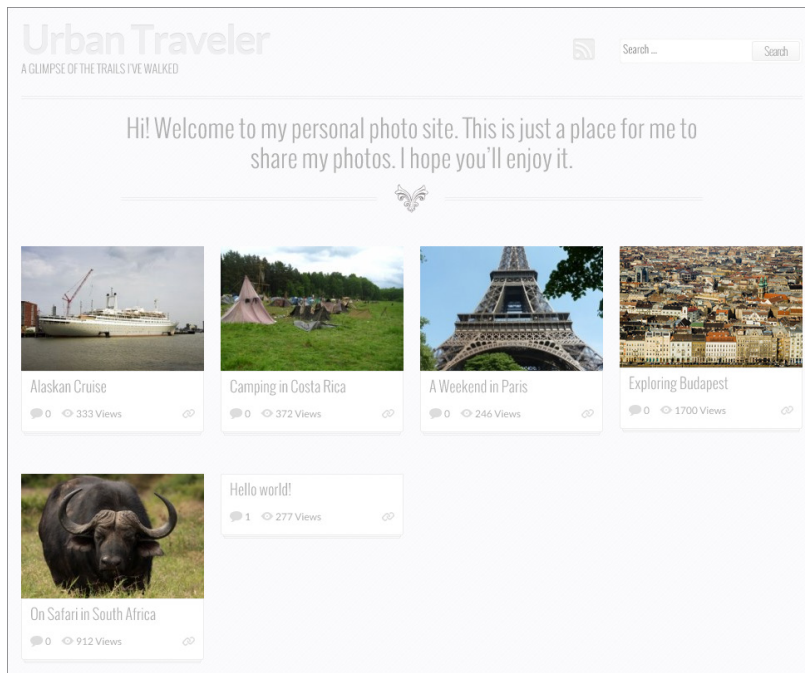 Urban Traveler
A GLIMPSE OF THE TRAILS I'VE WALKED
Search ...
Search
Hi! Welcome to my personal photo site. This is just a place for me to
share my photos. I hope you'll enjoy it.
Alaskan Cruise
0 333 Views
Camping in Costa Rica
0 372 Views
A Weekend in Paris
0 246 Views
Exploring Budapest
0 1700 Views
On Safari in South Africa
0 912 Views
Hello world!
1 277 Views